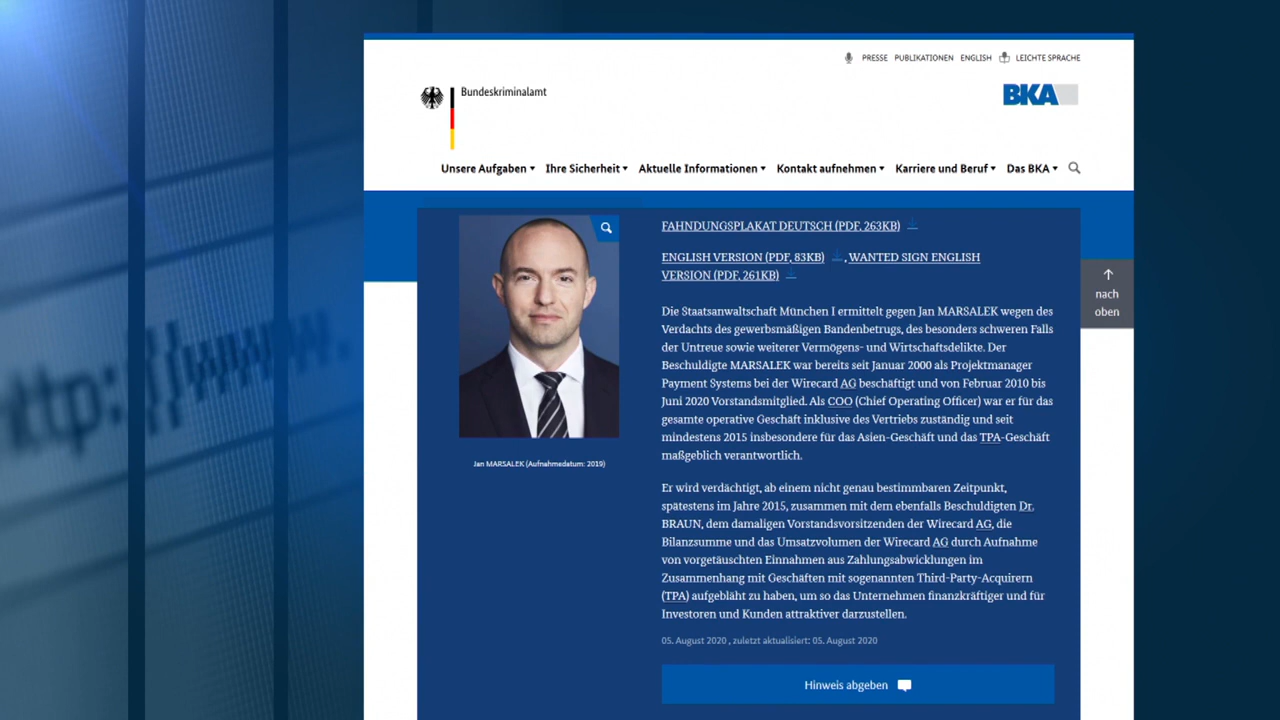 PRESSE PUBLIKATIONEN ENGLISH LEICHTE SPRACHE
Bundeskriminalamt
BKA
Unsere Aufgaben Ihre Sicherheit Aktuelle Informationen Kontakt aufnehmen Karriere und Beruf Das BKA
FAHNDUNGSPLAKAT DEUTSCH (PDF, 263KB)
ENGLISH VERSION (PDF, 83KB) , WANTED SIGN ENGLISH
VERSION (PDF, 261KB)
nach
oben
Die Staatsanwaltschaft München I ermittelt gegen Jan MARSALEK wegen des
Verdachts des gewerbsmäßigen Bandenbetrugs, des besonders schweren Falls
der Untreue sowie weiterer Vermögens- und Wirtschaftsdelikte. Der
Beschuldigte MARSALEK war bereits seit Januar 2000 als Projektmanager
Payment Systems bei der Wirecard AG beschäftigt und von Februar 2010 bis
Juni 2020 Vorstandsmitglied. Als COO (Chief Operating Officer) war er für das
gesamte operative Geschäft inklusive des Vertriebs zuständig und seit
mindestens 2015 insbesondere für das Asien-Geschäft und das TPA-Geschäft
maßgeblich verantwortlich.
Jan MARSALEK (Aufnahmedatum: 2019)
Er wird verdächtigt, ab einem nicht genau bestimmbaren Zeitpunkt,
spätestens im Jahre 2015, zusammen mit dem ebenfalls Beschuldigten Dr.
BRAUN, dem damaligen Vorstandsvorsitzenden der Wirecard AG, die
Bilanzsumme und das Umsatzvolumen der Wirecard AG durch Aufnahme
von vorgetäuschten Einnahmen aus Zahlungsabwicklungen im
Zusammenhang mit Geschäften mit sogenannten Third-Party-Acquirern
(TPA) aufgebläht zu haben, um so das Unternehmen finanzkräftiger und für
Investoren und Kunden attraktiver darzustellen.
05. August 2020 , zuletzt aktualisiert: 05. August 2020
Hinweis abgeben
http://www.